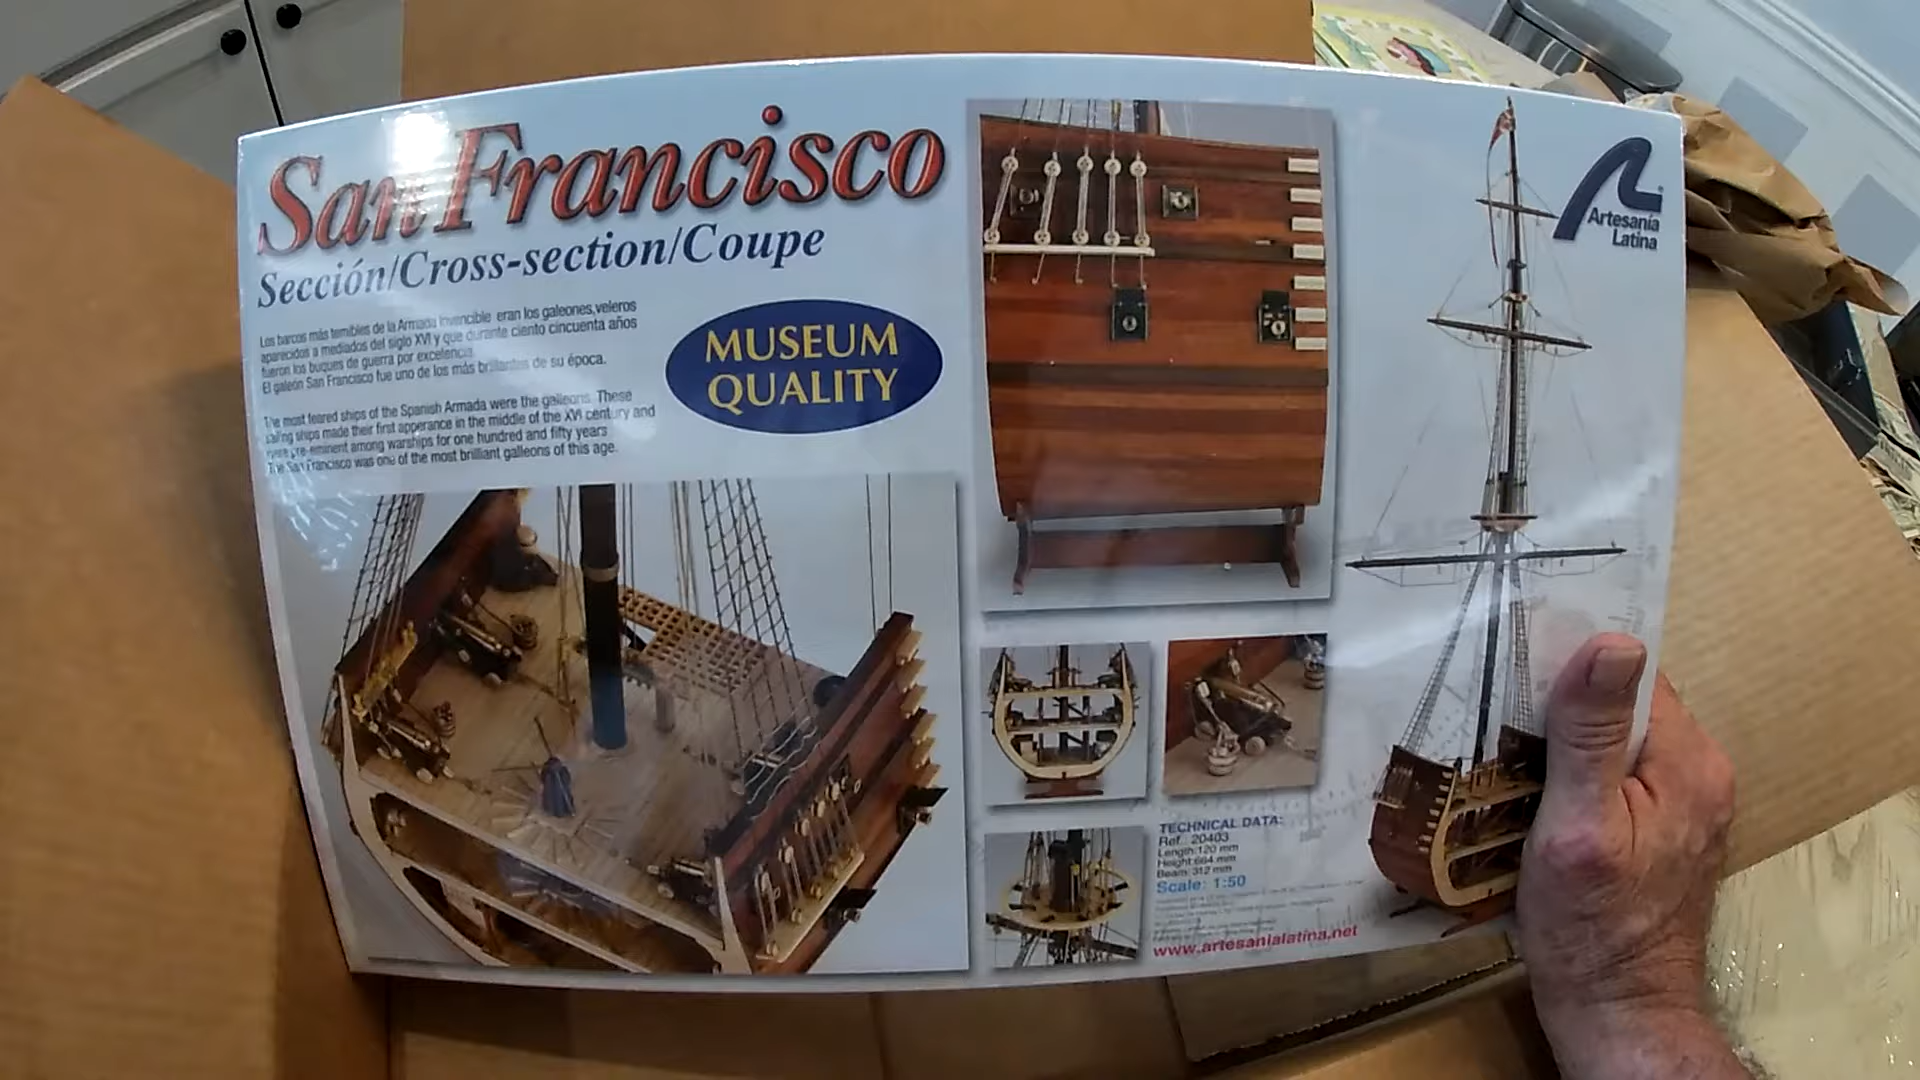 San Francisco
Sección/Cross-section/Coupe
Los barcos más temibles de la Armada Invencible eran los galeones, veleros
aparecidos a mediados del siglo XVI y que durante ciento cincuenta años
fueron los buques de guerra por excelencia.
El galeón San Francisco fue uno de los más brillantes de su época.
The most feared ships of the Spanish Armada were the galleons. These
sailing ships made their first apperance in the middle of the XVI century and
were pre-eminent among warships for one hundred and fifty years
The San Francisco was one of the most brilliant galleons of this age.
MUSEUM
QUALITY
Artesanía
Latina
TECHNICAL DATA:
Ref.: 20403
Length: 120 mm
Height: 664 mm
Beam: 312 mm
Scale: 1:50
www.artesanialatina.net